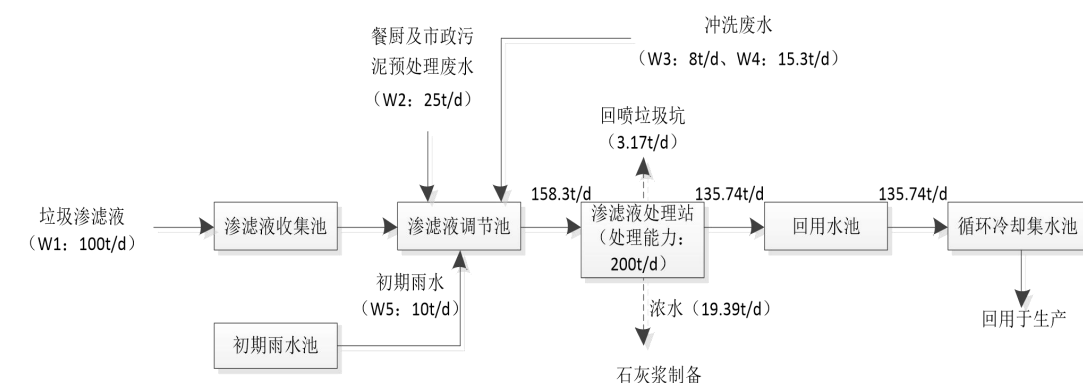 冲洗废水
（W3：8t/d、W4：15.3t/d）
餐厨及市政污
泥预处理废水
（W2：25t/d）
回喷垃圾坑
（3.17t/d）
158.3t/d
135.74t/d
135.74t/d
垃圾渗滤液
（W1：100t/d）
渗滤液收集池
渗滤液调节池
渗滤液处理站
（处理能力：
200t/d）
回用水池
循环冷却集水池
初期雨水
（W5：10t/d）
浓水（19.39t/d）
回用于生产
初期雨水池
石灰浆制备